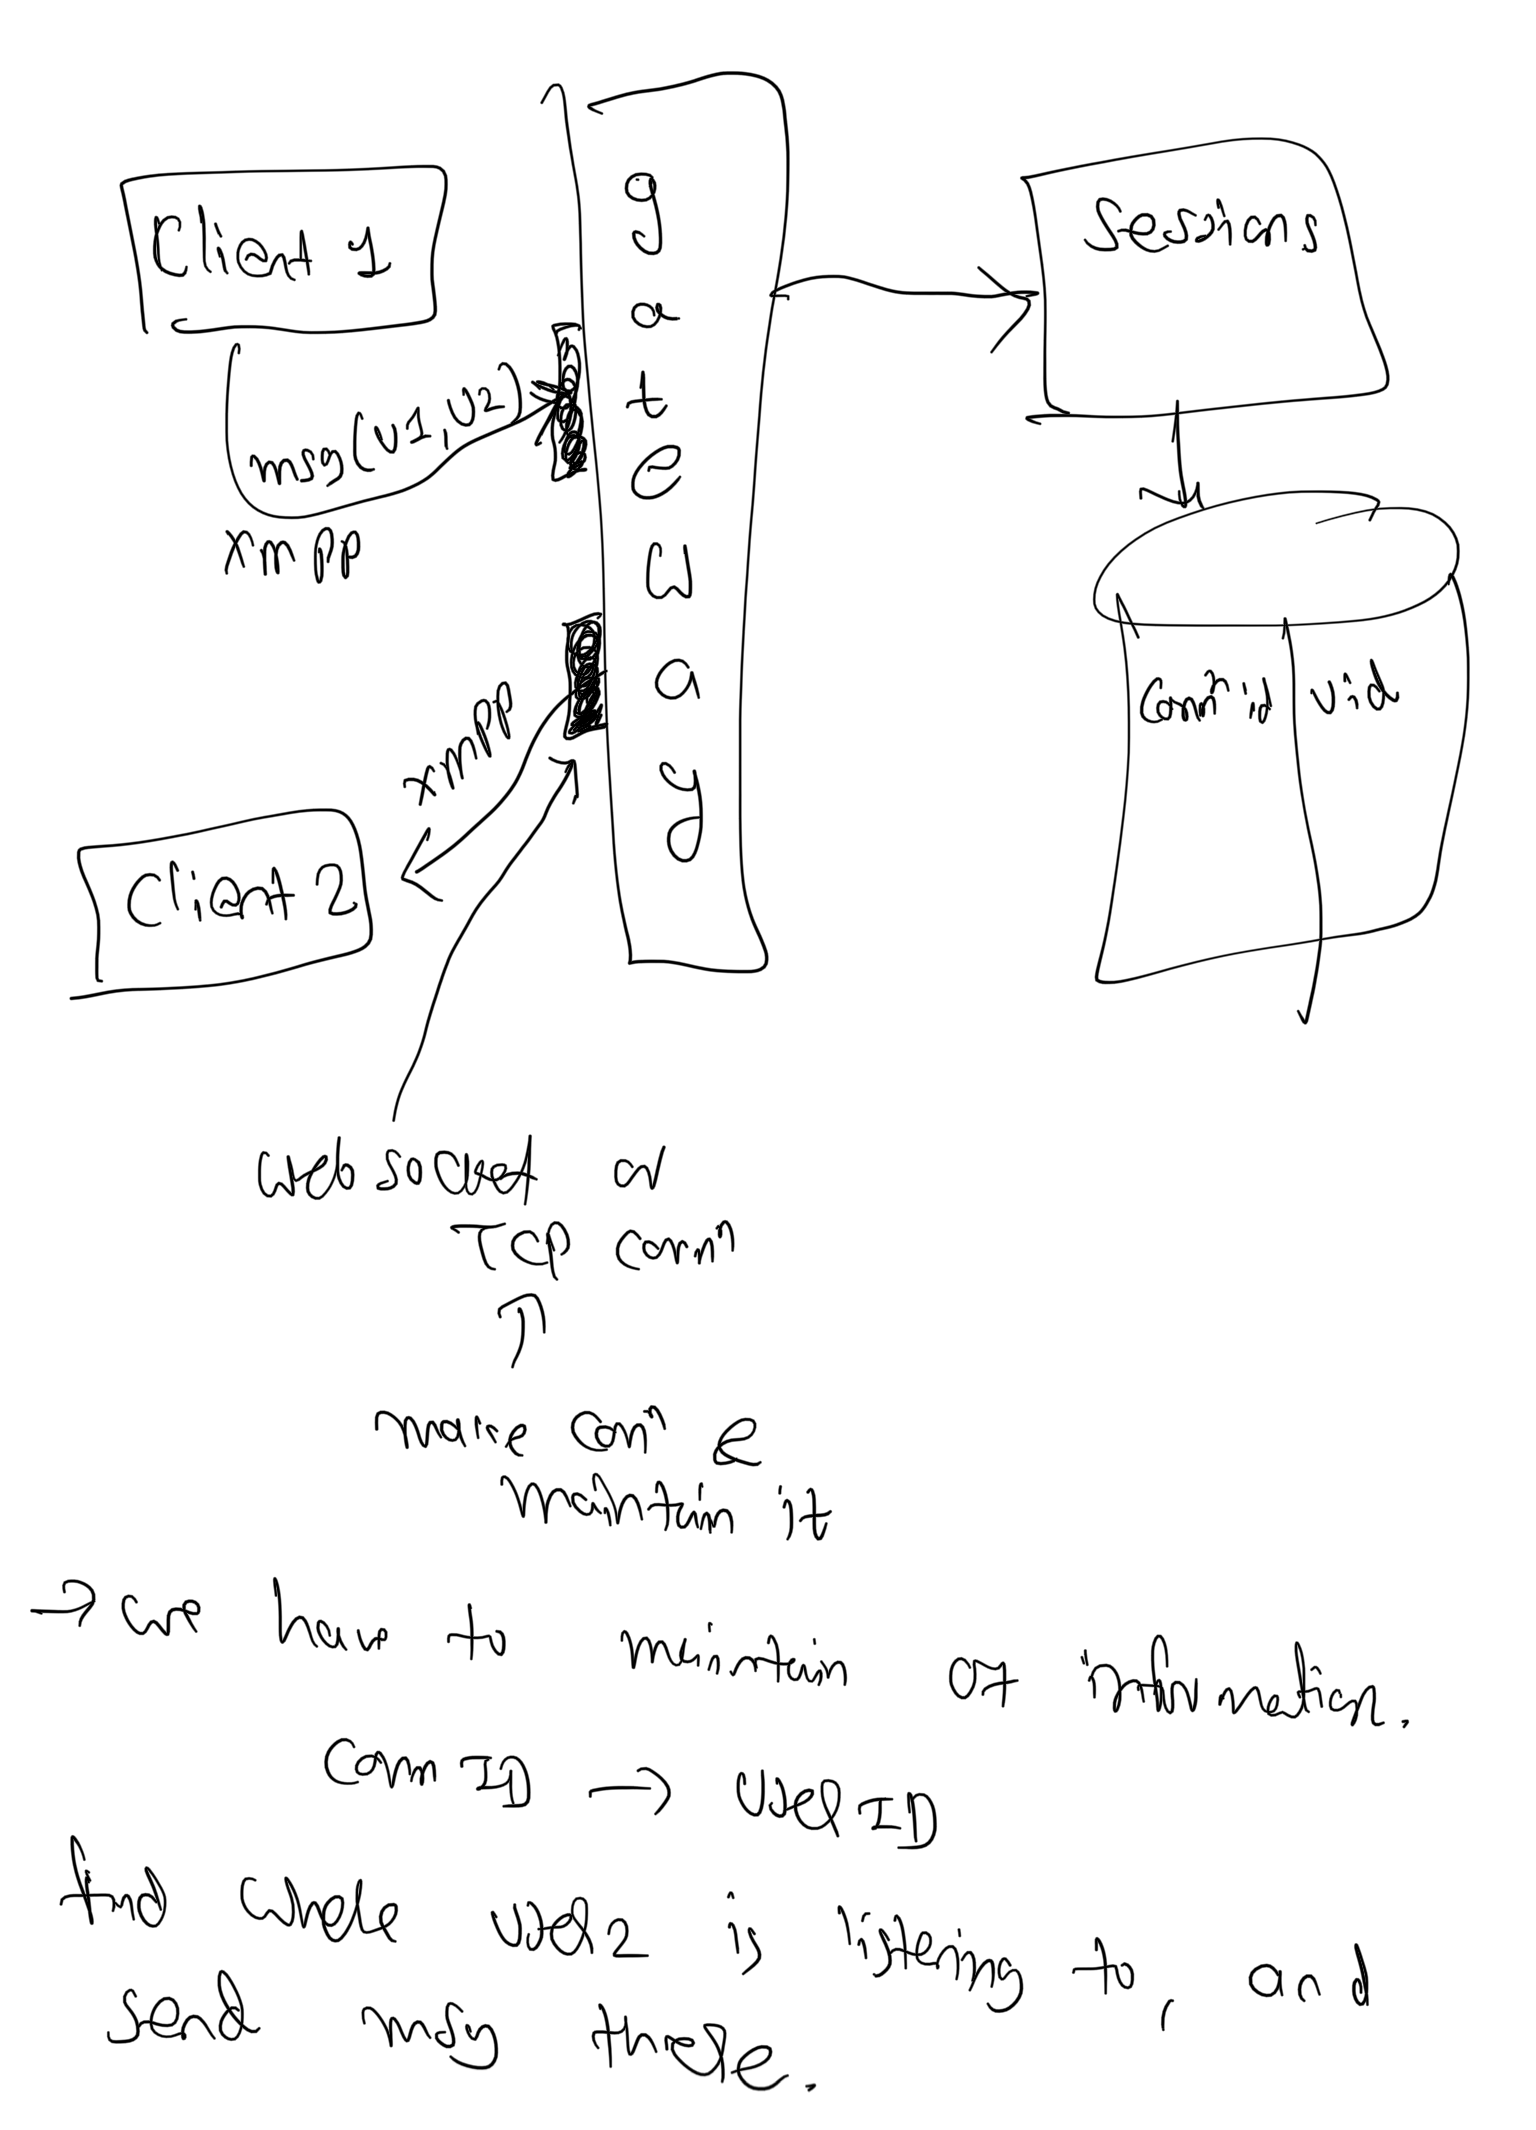 gateway
Sessions
Client 1
msg(U1,U2)
xmpp
Connⁿ id
Uid
xmpp
Client 2
Web socket or
TCP connⁿ
make conⁿ &
maintain it
→ we have to maintain of information.
Conn ID → User ID
find where user2 is listening to, and
send msg there.